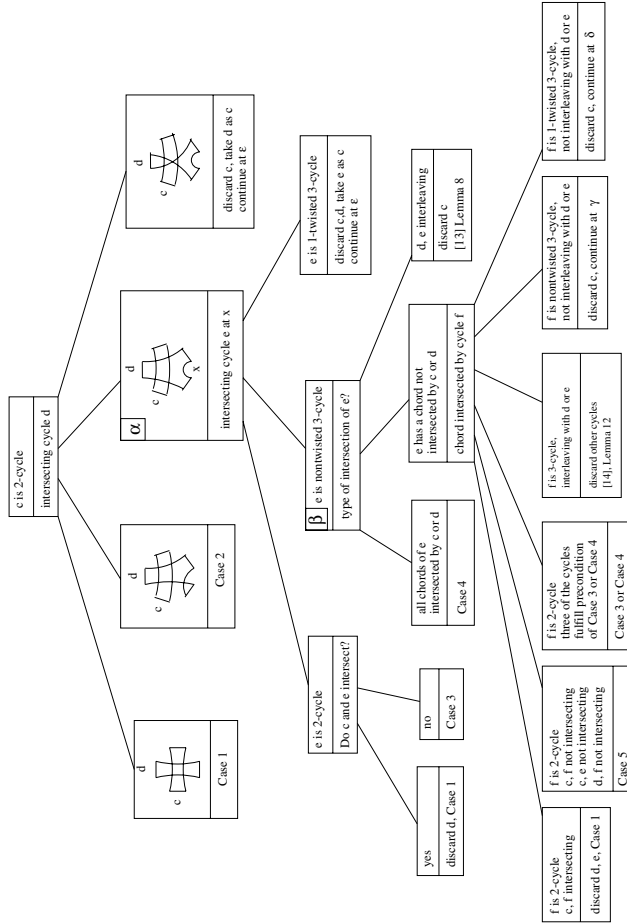 c is 2-cycle
intersecting cycle d
d
c
Case 1
d
c
Case 2
α
d
c
x
intersecting cycle e at x
d
c
discard c, take d as c
continue at ε
e is 2-cycle
Do c and e intersect?
β
e is nontwisted 3-cycle
type of intersection of e?
e is 1-twisted 3-cycle
discard c,d, take e as c
continue at ε
yes
discard d, Case 1
no
Case 3
all chords of e
intersected by c or d
Case 4
e has a chord not
intersected by c or d
chord intersected by cycle f
d, e interleaving
discard c
[13] Lemma 8
f is 2-cycle
c, f intersecting
discard d, e, Case 1
f is 2-cycle
c, f not intersecting
c, e not intersecting
d, f not intersecting
Case 5
f is 2-cycle
three of the cycles
fulfill precondition
of Case 3 or Case 4
Case 3 or Case 4
f is 3-cycle,
interleaving with d or e
discard other cycles
[14], Lemma 12
f is nontwisted 3-cycle,
not interleaving with d or e
discard c, continue at γ
f is 1-twisted 3-cycle,
not interleaving with d or e
discard c, continue at δ